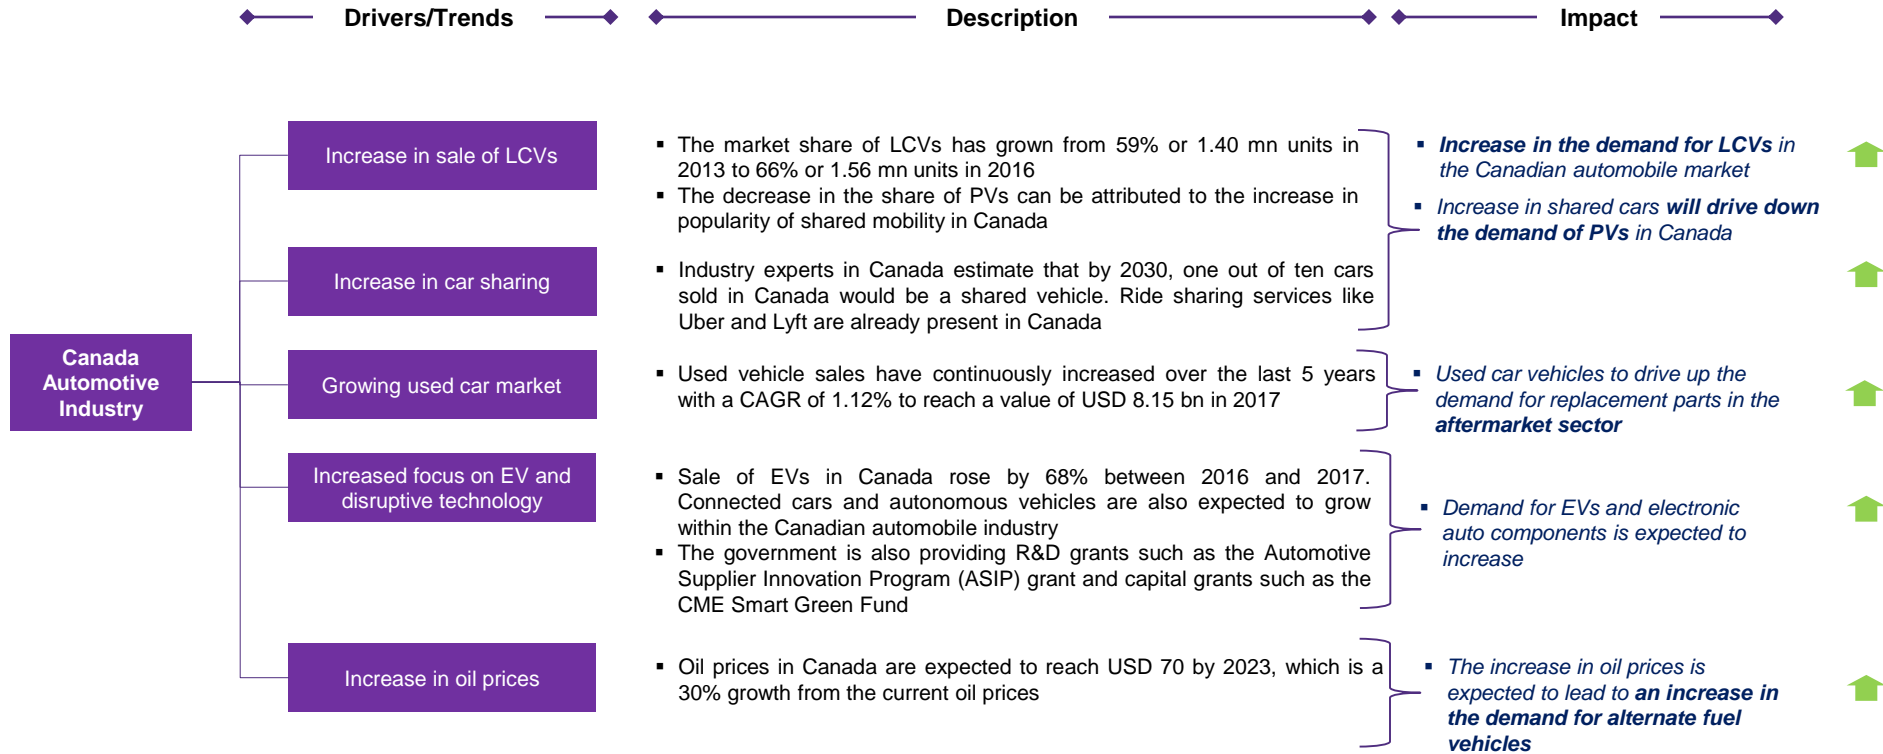 Drivers/Trends
Description
Impact
Canada
Automotive
Industry
Increase in sale of LCVs
▪ The market share of LCVs has grown from 59% or 1.40 mn units in
2013 to 66% or 1.56 mn units in 2016
▪ The decrease in the share of PVs can be attributed to the increase in
popularity of shared mobility in Canada
▪ Increase in the demand for LCVs in
the Canadian automobile market
▪ Increase in shared cars will drive down
the demand of PVs in Canada
Increase in car sharing
▪ Industry experts in Canada estimate that by 2030, one out of ten cars
sold in Canada would be a shared vehicle. Ride sharing services like
Uber and Lyft are already present in Canada
Growing used car market
▪ Used vehicle sales have continuously increased over the last 5 years
with a CAGR of 1.12% to reach a value of USD 8.15 bn in 2017
▪ Used car vehicles to drive up the
demand for replacement parts in the
aftermarket sector
Increased focus on EV and
disruptive technology
▪ Sale of EVs in Canada rose by 68% between 2016 and 2017.
Connected cars and autonomous vehicles are also expected to grow
within the Canadian automobile industry
▪ The government is also providing R&D grants such as the Automotive
Supplier Innovation Program (ASIP) grant and capital grants such as the
CME Smart Green Fund
▪ Demand for EVs and electronic
auto components is expected to
increase
Increase in oil prices
▪ Oil prices in Canada are expected to reach USD 70 by 2023, which is a
30% growth from the current oil prices
▪ The increase in oil prices is
expected to lead to an increase in
the demand for alternate fuel
vehicles